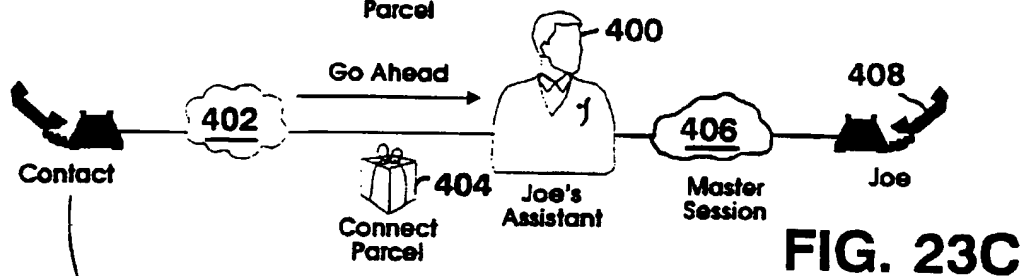 Parcel
400
Go Ahead
408
402
406
Contact
404
Joe's
Assistant
Master
Session
Joe
Connect
Parcel
FIG. 23C